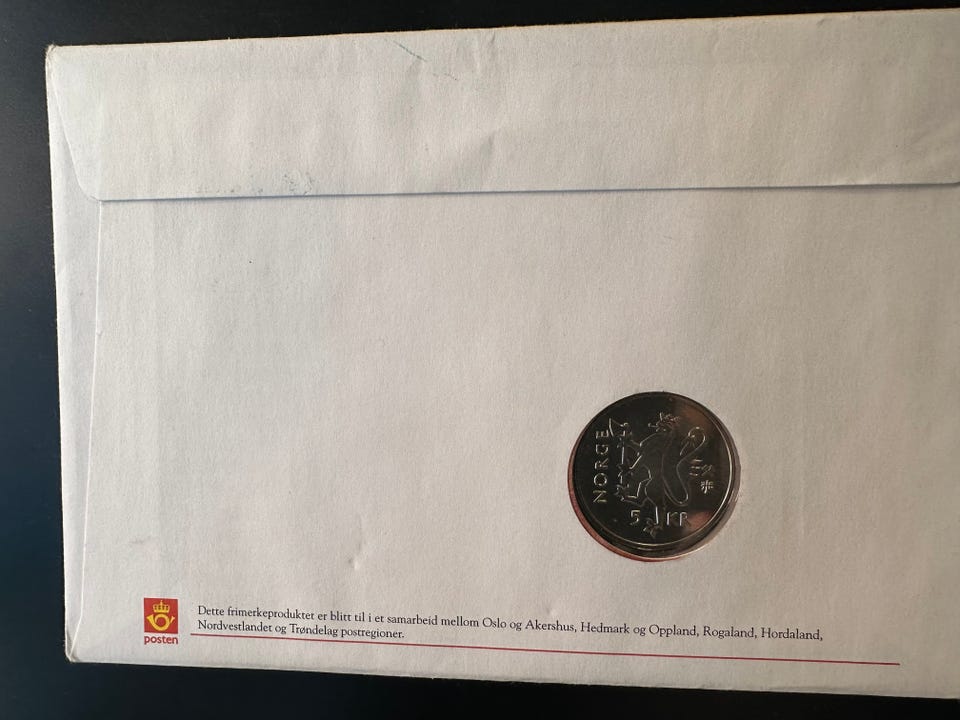 NORGE
5 KR
posten
Dette frimerkeproduktet er blitt til i et samarbeid mellom Oslo og Akershus, Hedmark og Oppland, Rogaland, Hordaland,
Nordvestlandet og Trøndelag postregioner.